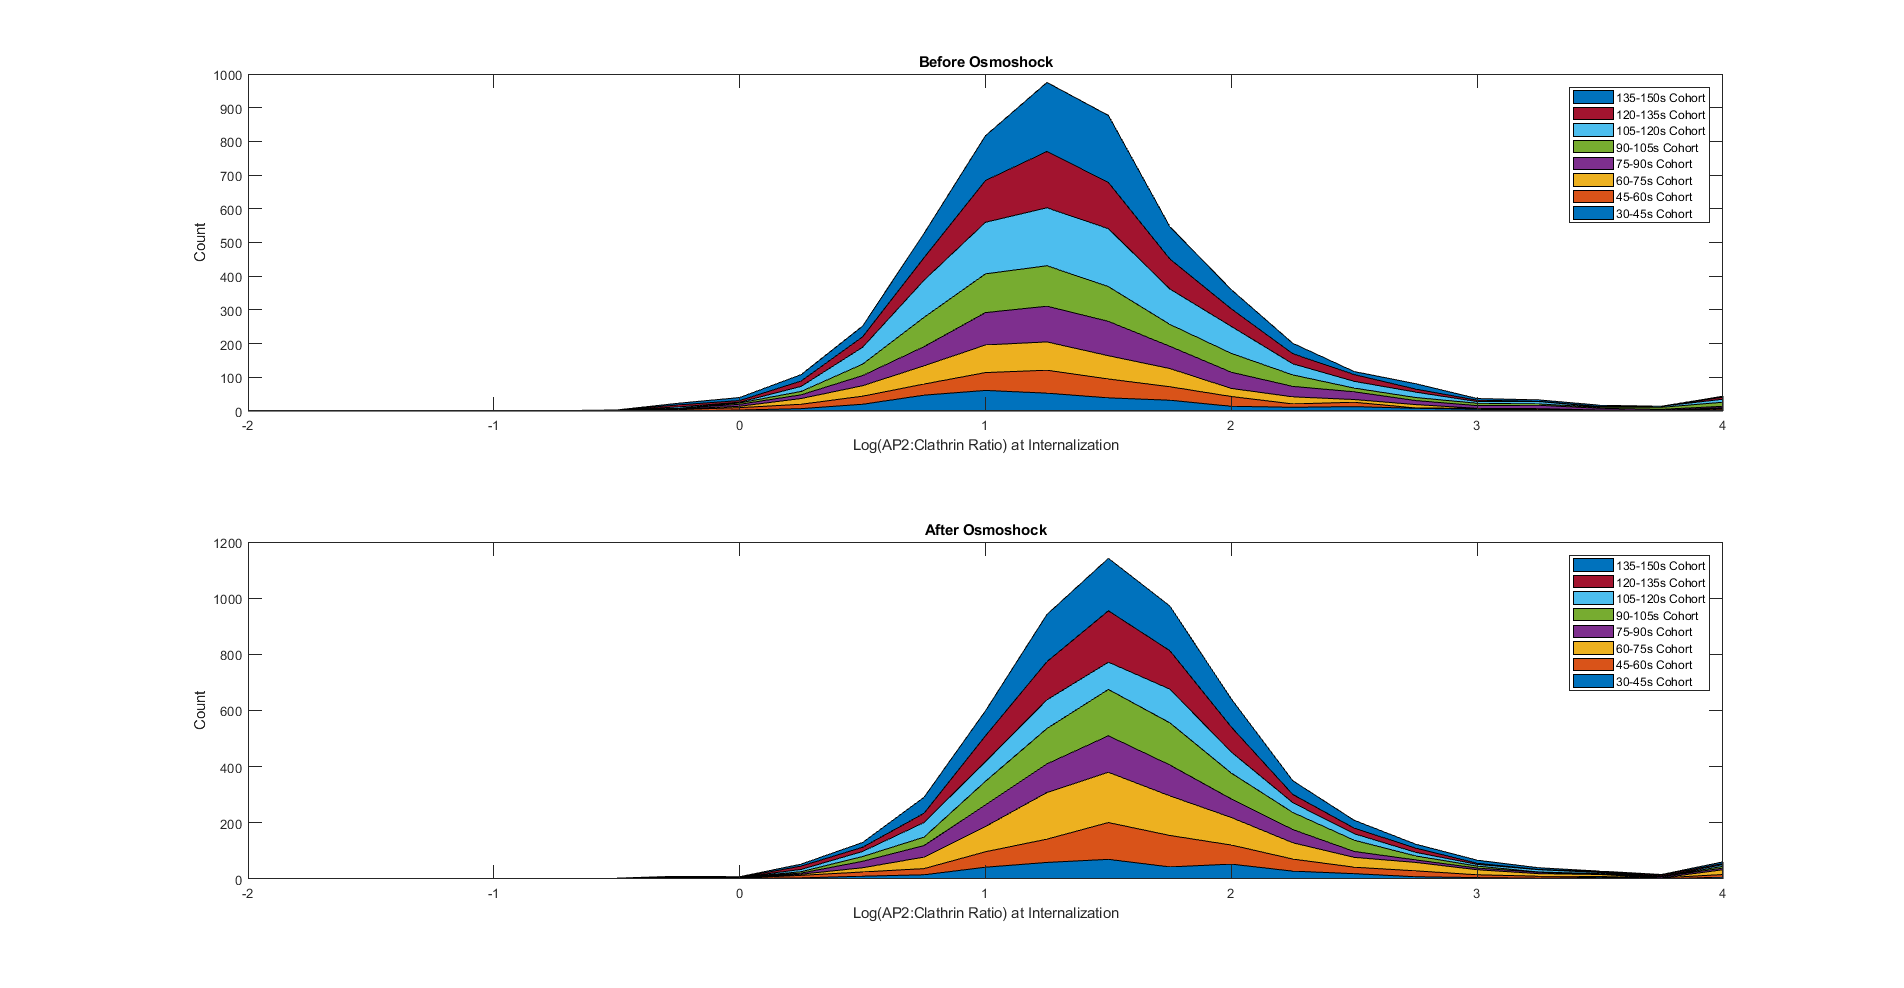 Before Osmoshock
1000
900
800
700
600
500
400
300
200
100
0
Count
-2 -1 0 1 2 3 4
Log(AP2:Clathrin Ratio) at Internalization
135-150s Cohort
120-135s Cohort
105-120s Cohort
90-105s Cohort
75-90s Cohort
60-75s Cohort
45-60s Cohort
30-45s Cohort
After Osmoshock
1200
1000
800
600
400
200
0
Count
-2 -1 0 1 2 3 4
Log(AP2:Clathrin Ratio) at Internalization
135-150s Cohort
120-135s Cohort
105-120s Cohort
90-105s Cohort
75-90s Cohort
60-75s Cohort
45-60s Cohort
30-45s Cohort